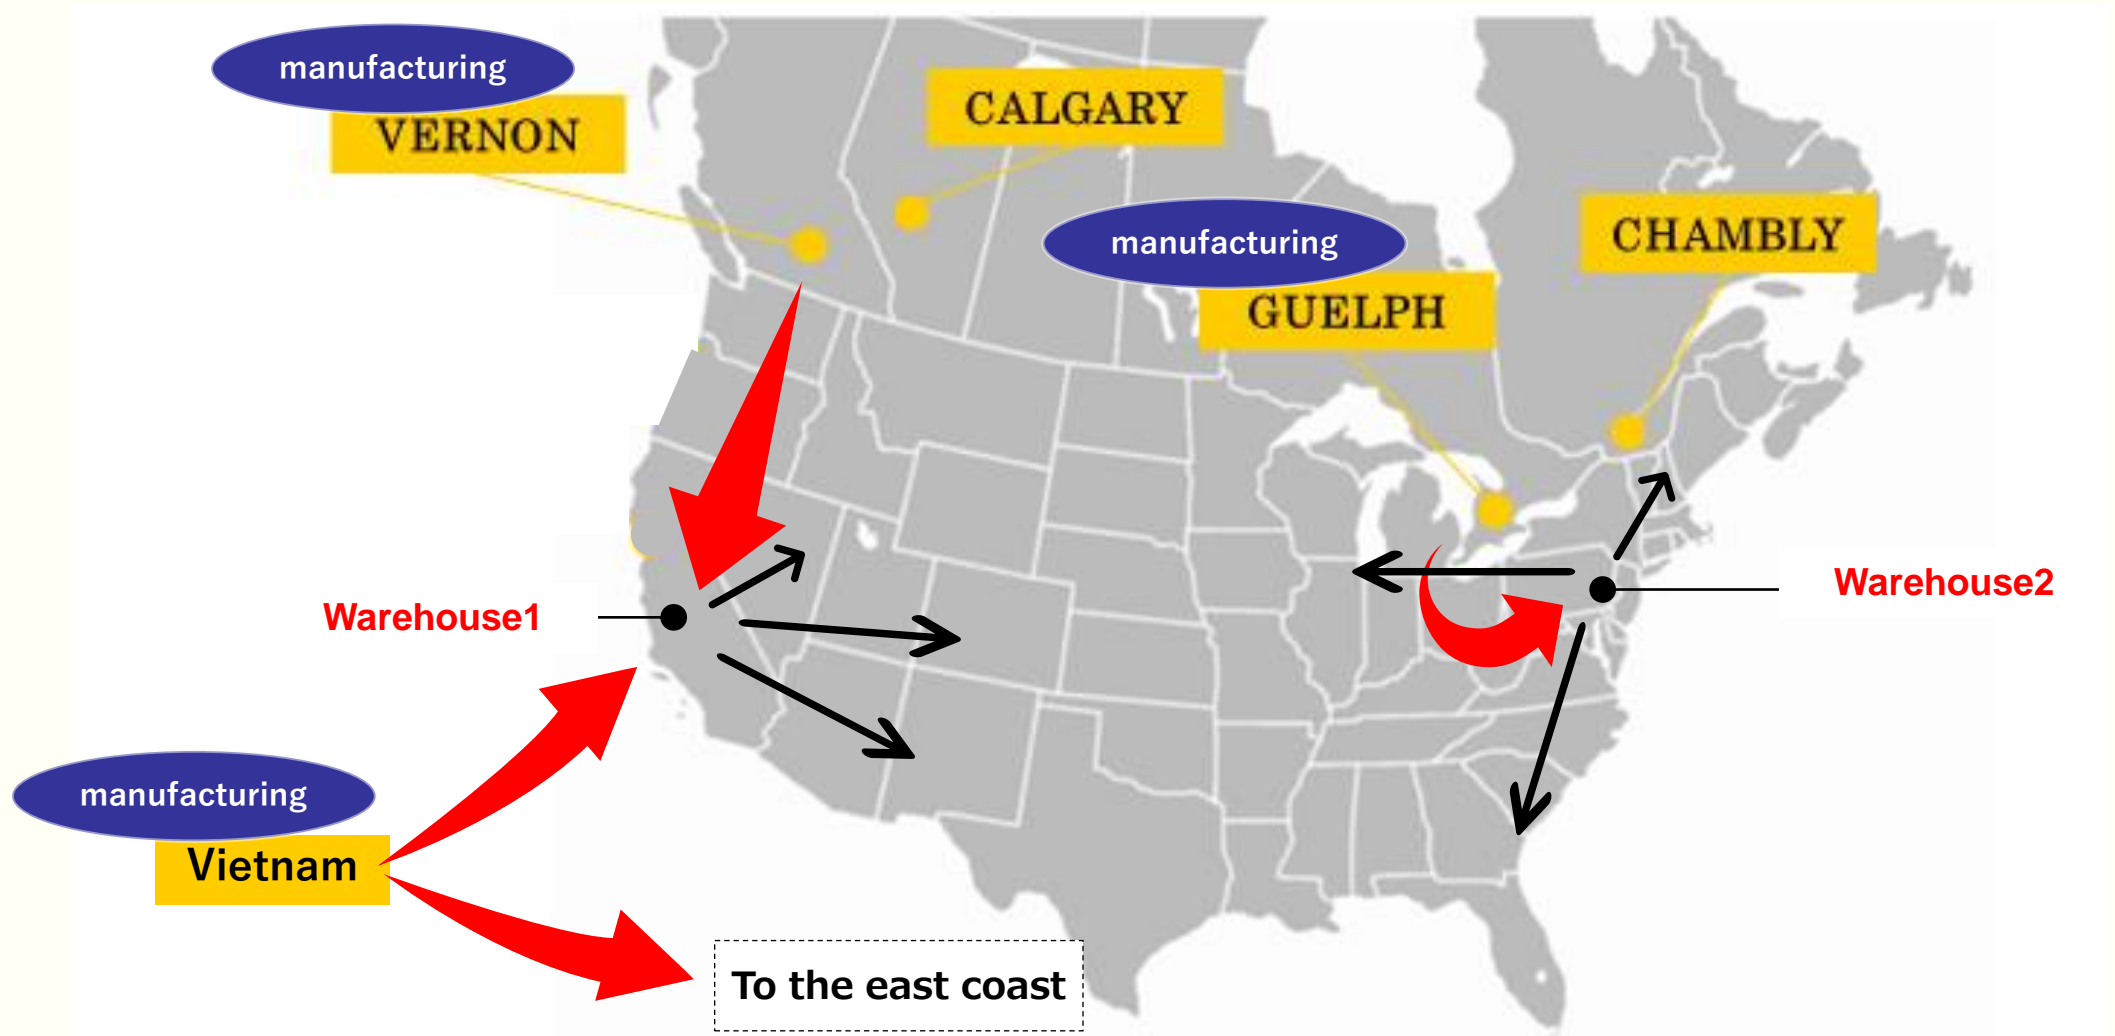 manufacturing
VERNON
CALGARY
manufacturing
GUELPH
CHAMBLY
Warehouse1
Warehouse2
manufacturing
Vietnam
To the east coast